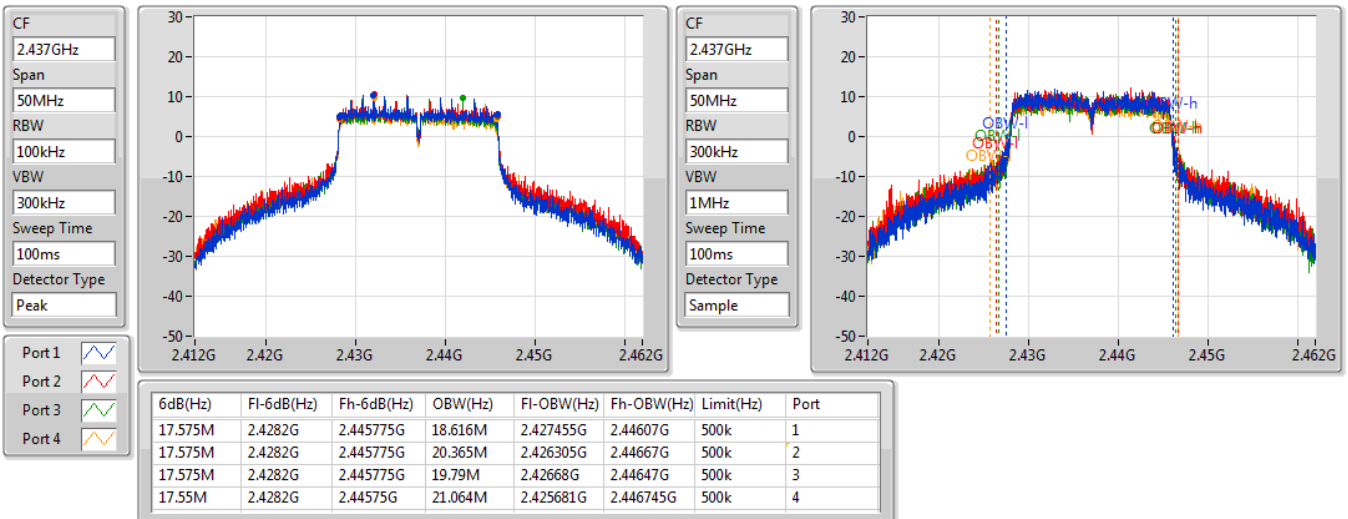 CF
2.437GHz
Span
50MHz
RBW
100kHz
VBW
300kHz
Sweep Time
100ms
Detector Type
Peak
30
20
10
0
-10
-20
-30
-40
-50
2.412G 2.42G 2.43G 2.44G 2.45G 2.462G
CF
2.437GHz
Span
50MHz
RBW
300kHz
VBW
1MHz
Sweep Time
100ms
Detector Type
Sample
30
20
10
0
-10
-20
-30
-40
-50
OBW-l
OBW-l
OBW-h
2.412G 2.42G 2.43G 2.44G 2.45G 2.462G
Port 1
Port 2
Port 3
Port 4
6dB(Hz) Fl-6dB(Hz) Fh-6dB(Hz) OBW(Hz) Fl-OBW(Hz) Fh-OBW(Hz) Limit(Hz) Port
17.575M 2.4282G 2.445775G 18.616M 2.427455G 2.44607G 500k 1
17.575M 2.4282G 2.445775G 20.365M 2.426305G 2.44667G 500k 2
17.575M 2.4282G 2.445775G 19.79M 2.42668G 2.44647G 500k 3
17.55M 2.4282G 2.44575G 21.064M 2.425681G 2.446745G 500k 4